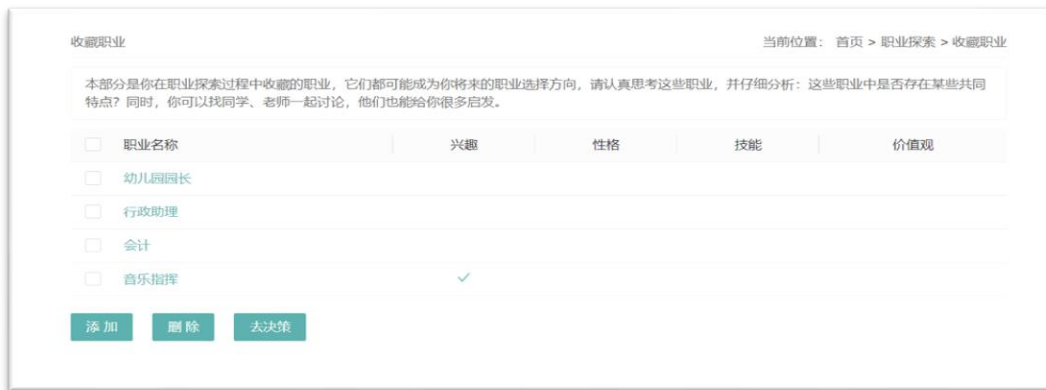 收藏职业
当前位置： 首页 > 职业探索 > 收藏职业
本部分是你在职业探索过程中收藏的职业，它们都可能成为你将来的职业选择方向，请认真思考这些职业，并仔细分析：这些职业中是否存在某些共同
特点？同时，你可以找同学、老师一起讨论，他们也能给你很多启发。
职业名称 兴趣 性格 技能 价值观
幼儿园园长
行政助理
会计
音乐指挥
添 加 删 除 去决策